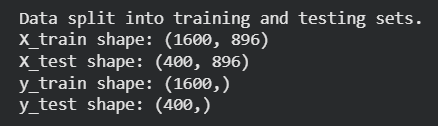 Data split into training and testing sets.
X_train shape: (1600, 896)
X_test shape: (400, 896)
y_train shape: (1600,)
y_test shape: (400,)